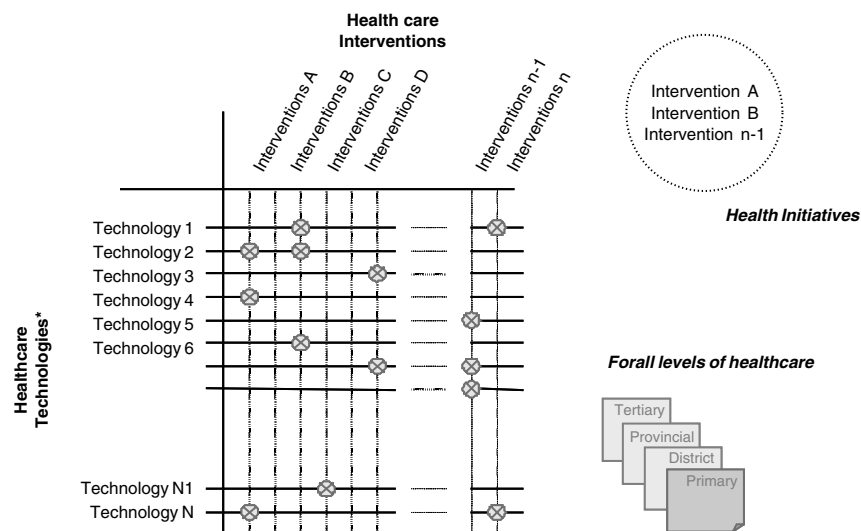 Health care
Interventions
Interventions A
Interventions B
Interventions C
Interventions D
Interventions n-1
Interventions n
Intervention A
Intervention B
Intervention n-1
Health Initiatives
Healthcare
Technologies*
Technology 1
Technology 2
Technology 3
Technology 4
Technology 5
Technology 6
Technology N1
Technology N
Forall levels of healthcare
Tertiary
Provincial
District
Primary